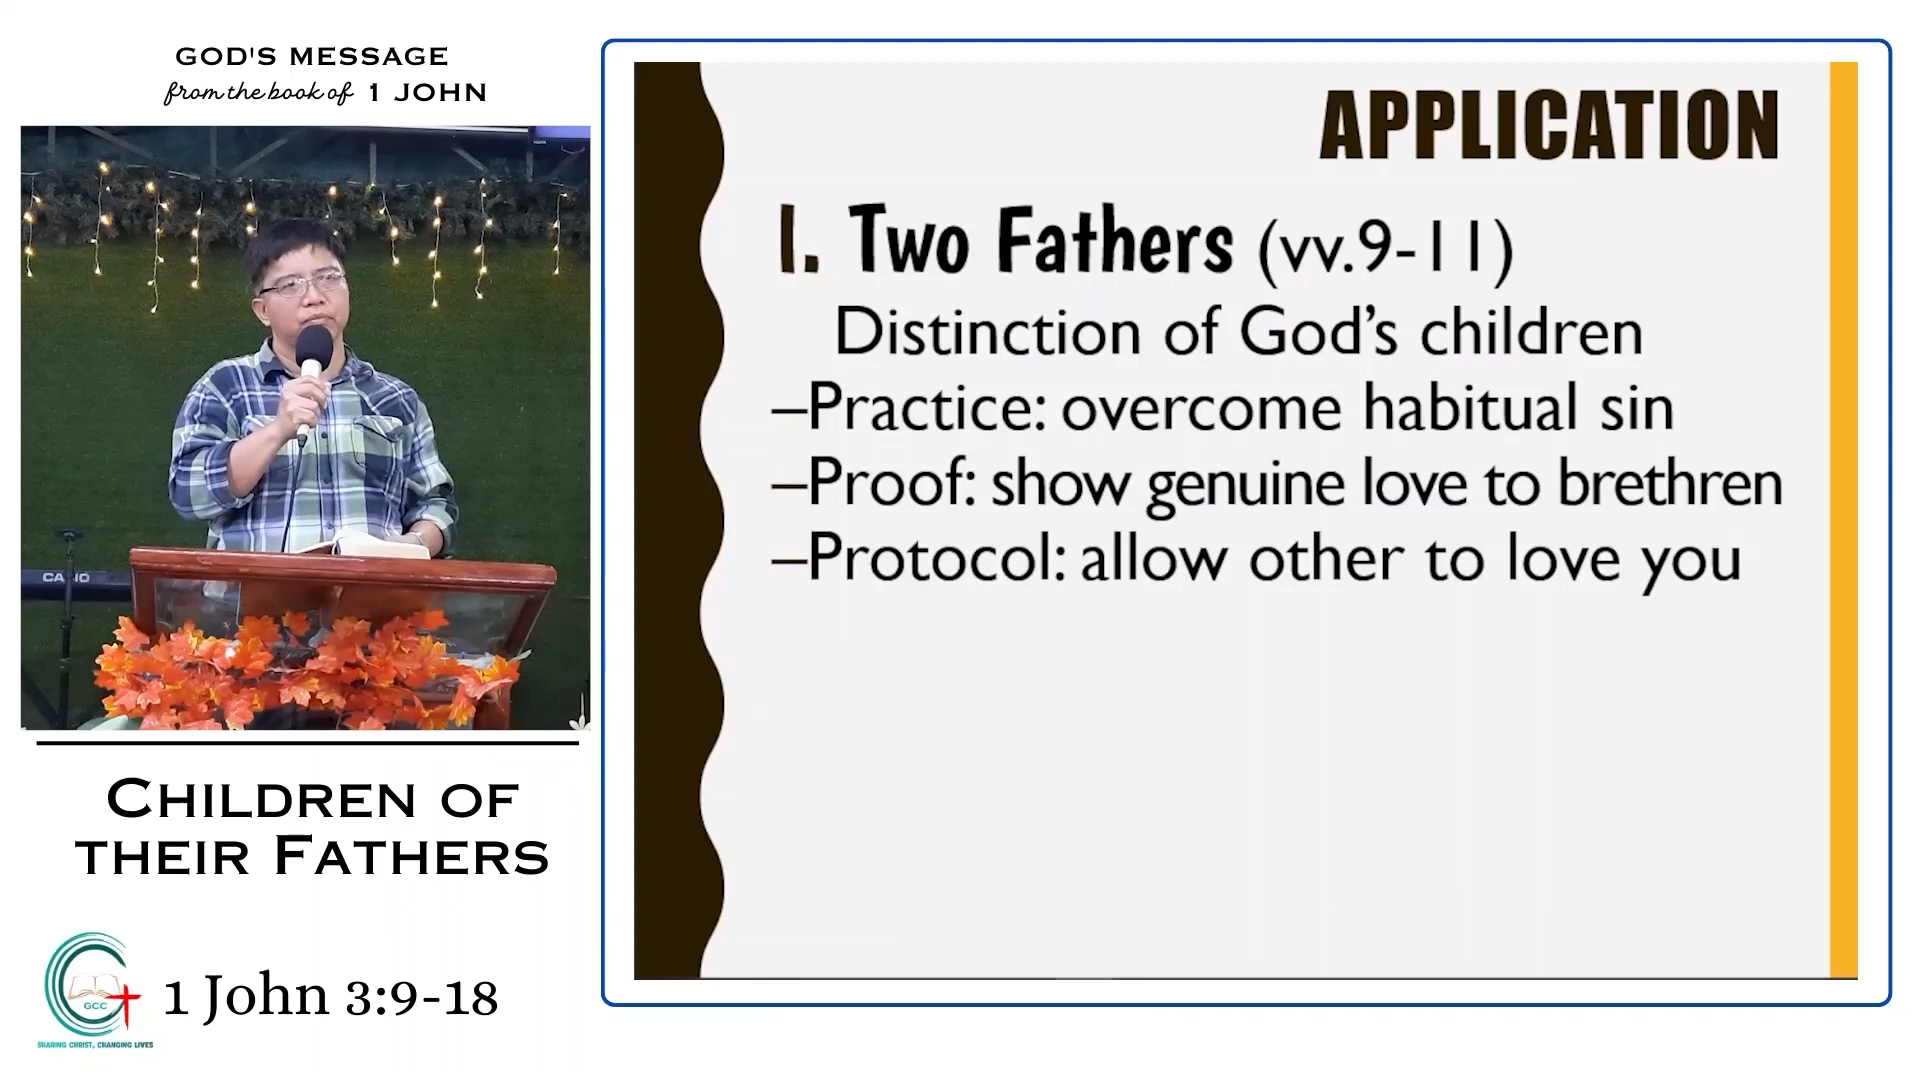 GOD'S MESSAGE
from the book of 1 JOHN
CASIO
CHILDREN OF
THEIR FATHERS
GCC
SHARING CHRIST, CHANGING LIVES
1 John 3:9-18
APPLICATION
I. Two Fathers (vv.9-11)
Distinction of God's children
–Practice: overcome habitual sin
–Proof: show genuine love to brethren
–Protocol: allow other to love you